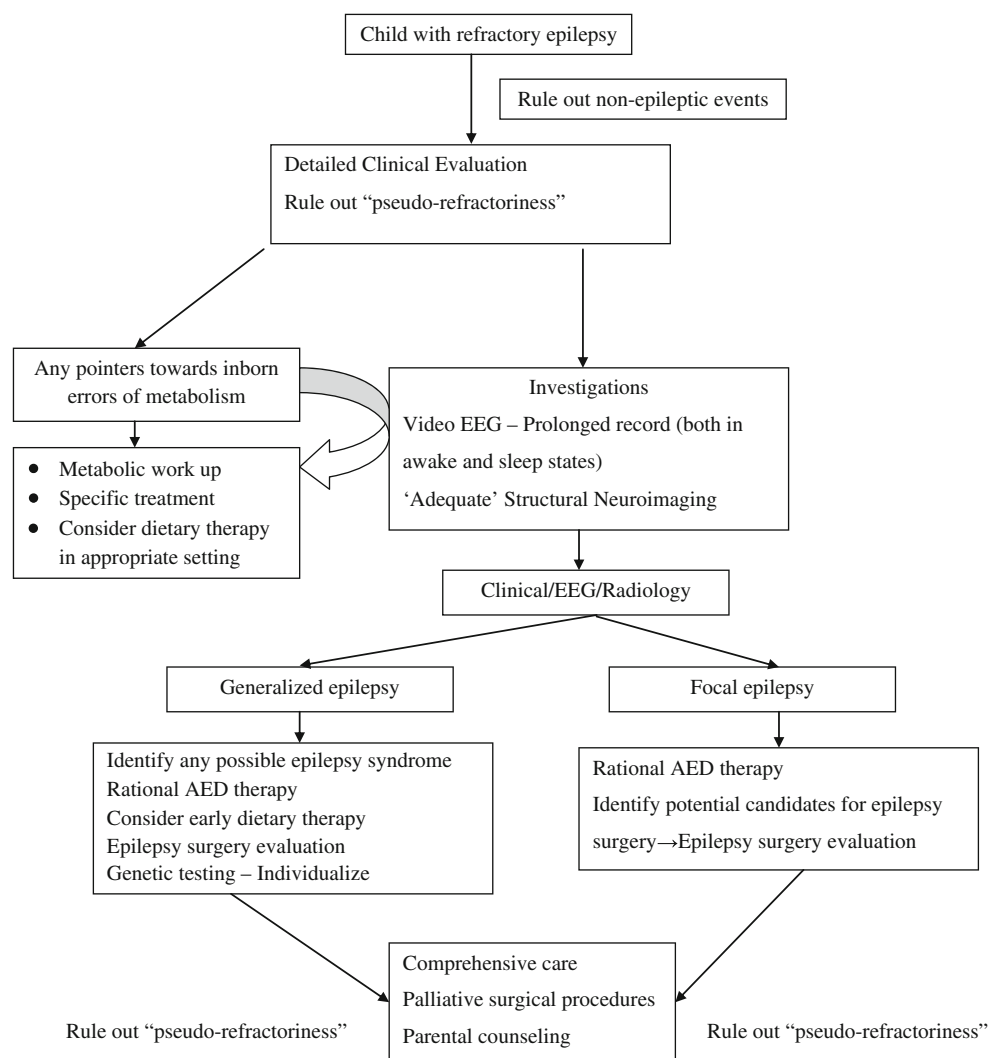 Child with refractory epilepsy
Rule out non-epileptic events
Detailed Clinical Evaluation
Rule out “pseudo-refractoriness”
Any pointers towards inborn
errors of metabolism
● Metabolic work up
● Specific treatment
● Consider dietary therapy
in appropriate setting
Investigations
Video EEG – Prolonged record (both in
awake and sleep states)
‘Adequate’ Structural Neuroimaging
Clinical/EEG/Radiology
Generalized epilepsy
Focal epilepsy
Identify any possible epilepsy syndrome
Rational AED therapy
Consider early dietary therapy
Epilepsy surgery evaluation
Genetic testing – Individualize
Rational AED therapy
Identify potential candidates for epilepsy
surgery→Epilepsy surgery evaluation
Comprehensive care
Palliative surgical procedures
Parental counseling
Rule out “pseudo-refractoriness”
Rule out “pseudo-refractoriness”